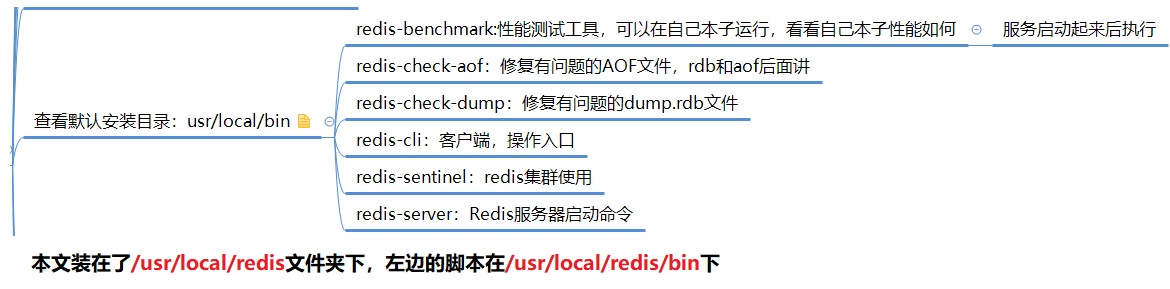 redis-benchmark:性能测试工具，可以在自己本子运行，看看自己本子性能如何 服务启动起来后执行
redis-check-aof：修复有问题的AOF文件，rdb和aof后面讲
redis-check-dump：修复有问题的dump.rdb文件
查看默认安装目录：usr/local/bin
redis-cli：客户端，操作入口
redis-sentinel：redis集群使用
redis-server：Redis服务器启动命令
本文装在了/usr/local/redis文件夹下，左边的脚本在/usr/local/redis/bin下